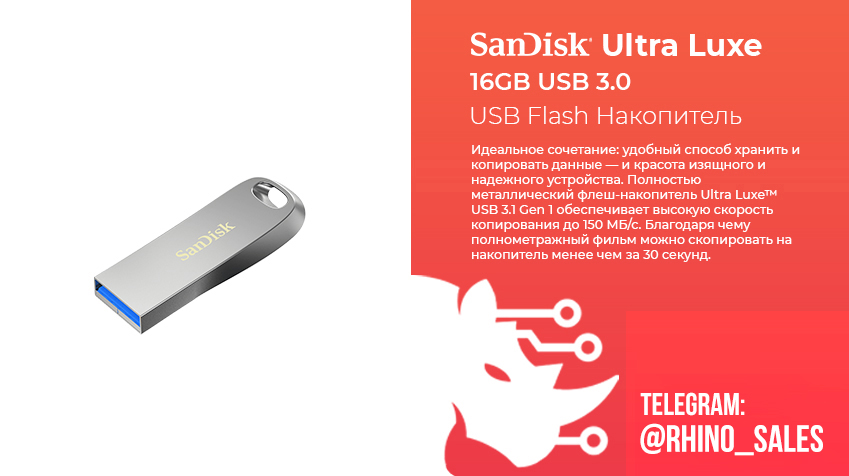 SanDisk® Ultra Luxe
16GB USB 3.0
USB Flash Накопитель
Идеальное сочетание: удобный способ хранить и
копировать данные — и красота изящного и
надежного устройства. Полностью
металлический флеш-накопитель Ultra Luxe™
USB 3.1 Gen 1 обеспечивает высокую скорость
копирования до 150 МБ/с. Благодаря чему
полнометражный фильм можно скопировать на
накопитель менее чем за 30 секунд.
SanDisk
TELEGRAM:
@RHINO_SALES